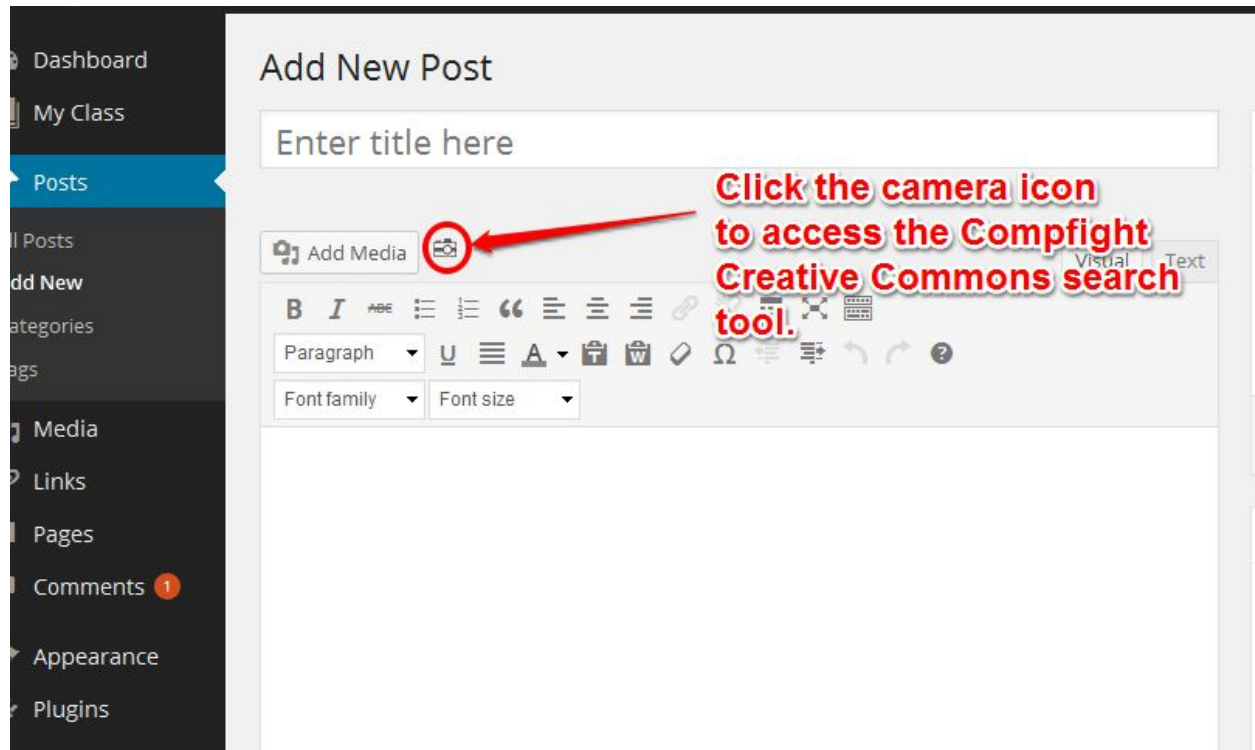 Dashboard
My Class
Posts
ll Posts
dd New
ategories
ags
Media
Links
Pages
Comments 1
Appearance
Plugins
Add New Post
Enter title here
Click the camera icon
to access the Compfight
Creative Commons search
tool.
Add Media
Visual Text
B I ABC
Paragraph U A T W Ω ?
Font family Font size